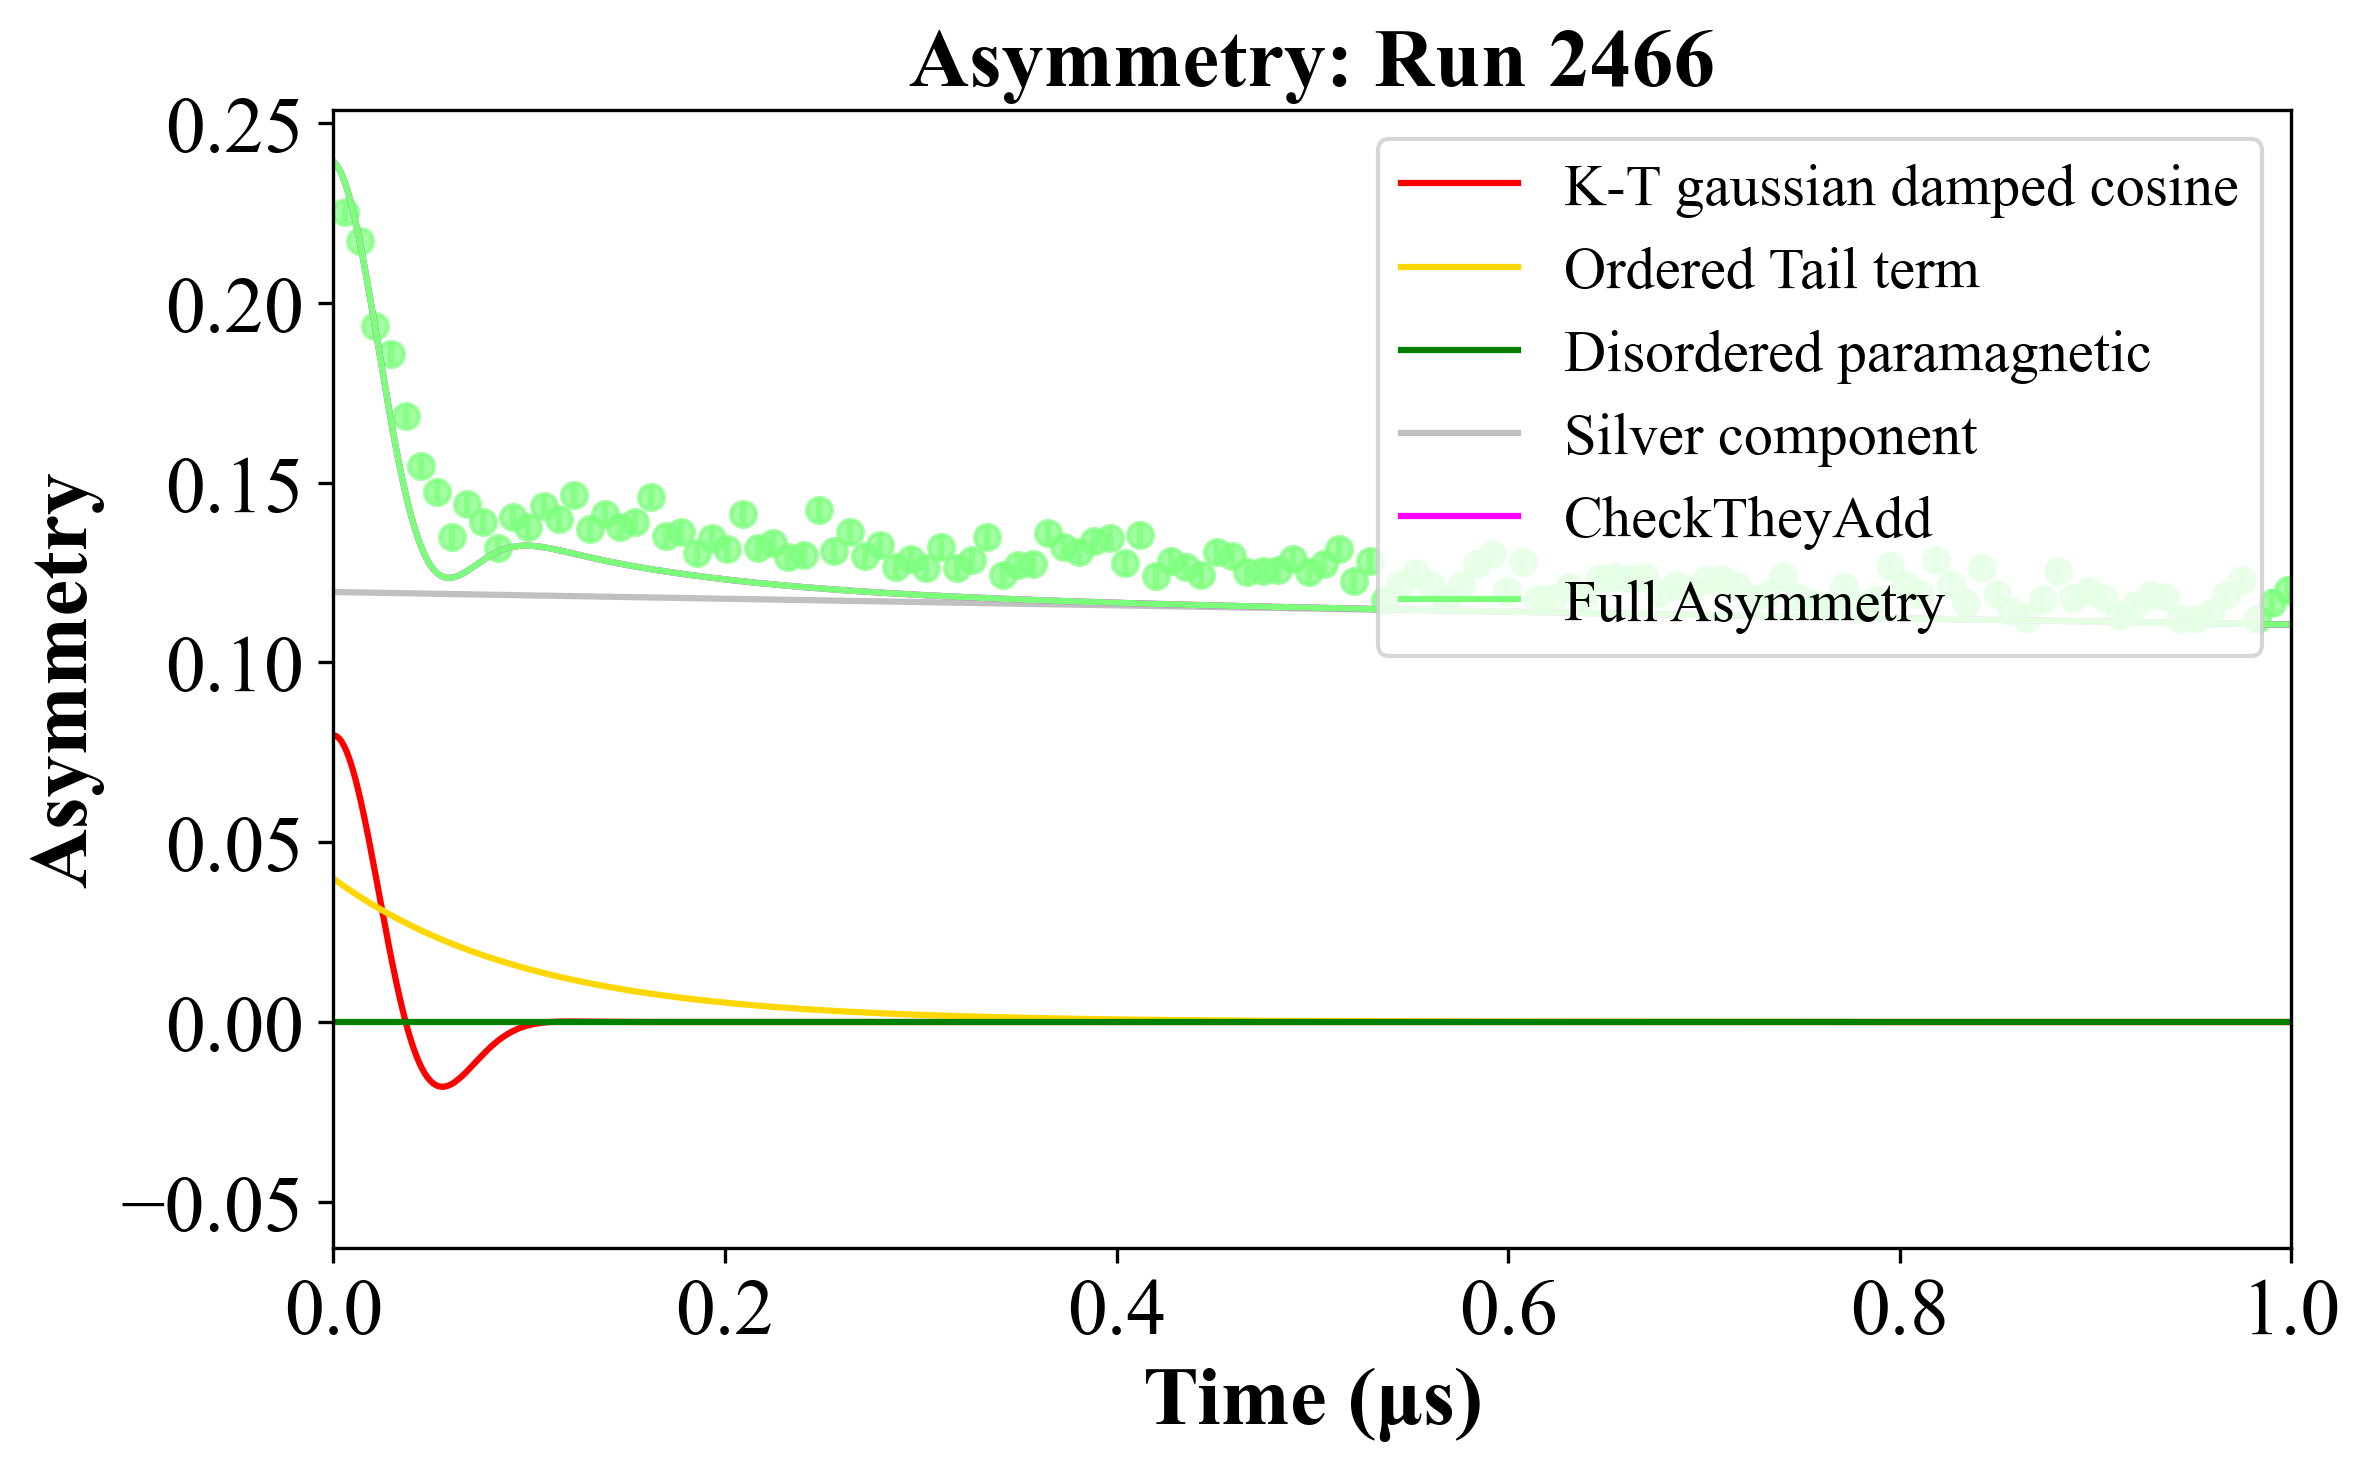 Asymmetry: Run 2466
0.25
0.20
0.15
0.10
0.05
0.00
−0.05
Asymmetry
K-T gaussian damped cosine
Ordered Tail term
Disordered paramagnetic
Silver component
CheckTheyAdd
Full Asymmetry
0.0 0.2 0.4 0.6 0.8 1.0
Time (μs)